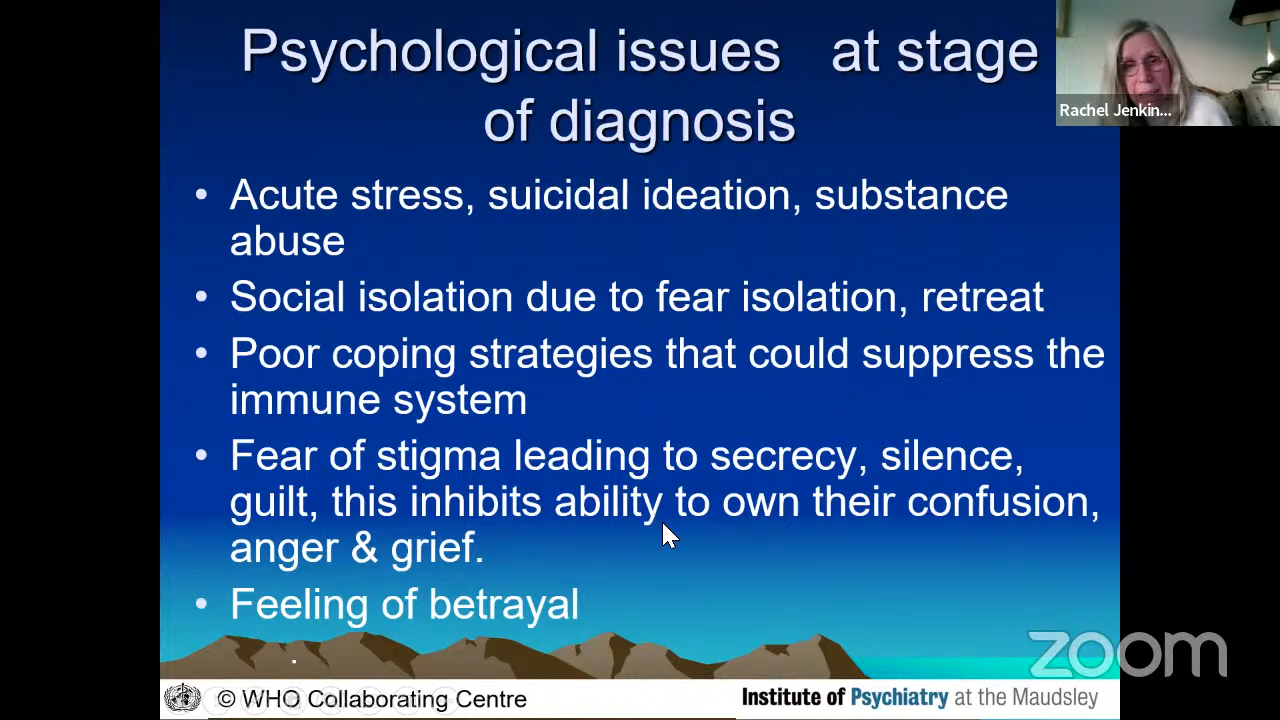 Psychological issues at stage
of diagnosis
Rachel Jenkin...
• Acute stress, suicidal ideation, substance
abuse
• Social isolation due to fear isolation, retreat
• Poor coping strategies that could suppress the
immune system
• Fear of stigma leading to secrecy, silence,
guilt, this inhibits ability to own their confusion,
anger & grief.
• Feeling of betrayal
.
zoom
© WHO Collaborating Centre
Institute of Psychiatry at the Maudsley